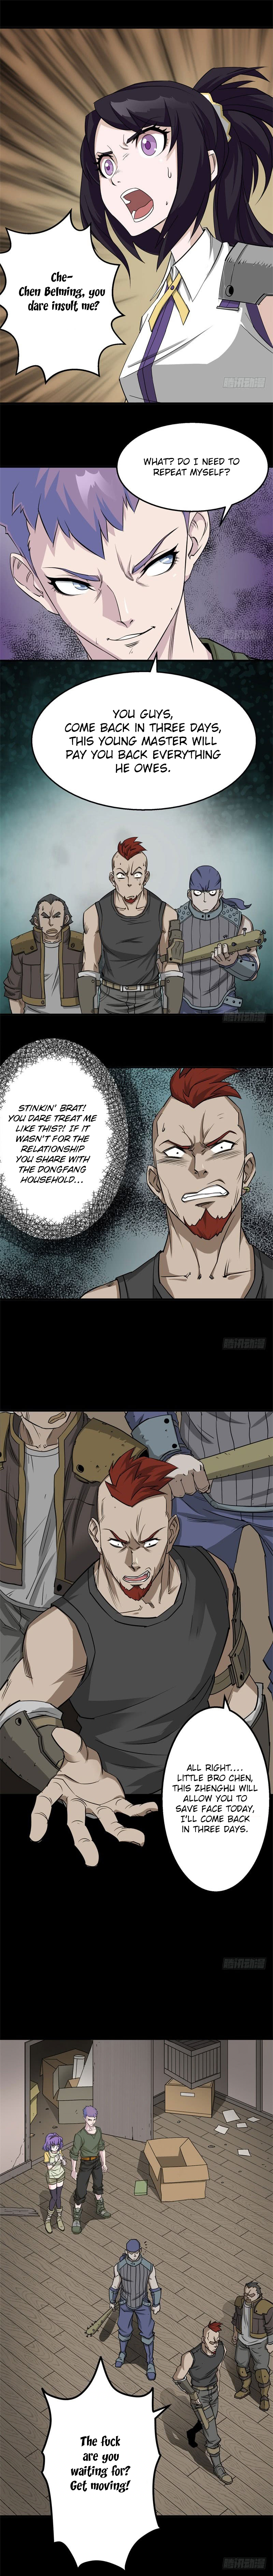 Che-
Chen Beiming, you
dare insult me?
WHAT? DO I NEED TO
REPEAT MYSELF?
YOU GUYS,
COME BACK IN THREE DAYS,
THIS YOUNG MASTER WILL
PAY YOU BACK EVERYTHING
HE OWES.
STINKIN' BRAT!
YOU DARE TREAT ME
LIKE THIS?! IF IT
WASN'T FOR THE
RELATIONSHIP
YOU SHARE WITH
THE DONGFANG
HOUSEHOLD...
ALL RIGHT....
LITTLE BRO CHEN,
THIS ZHENGHU WILL
ALLOW YOU TO
SAVE FACE TODAY,
I'LL COME BACK
IN THREE DAYS.
The fuck
are you
waiting for?
Get moving!